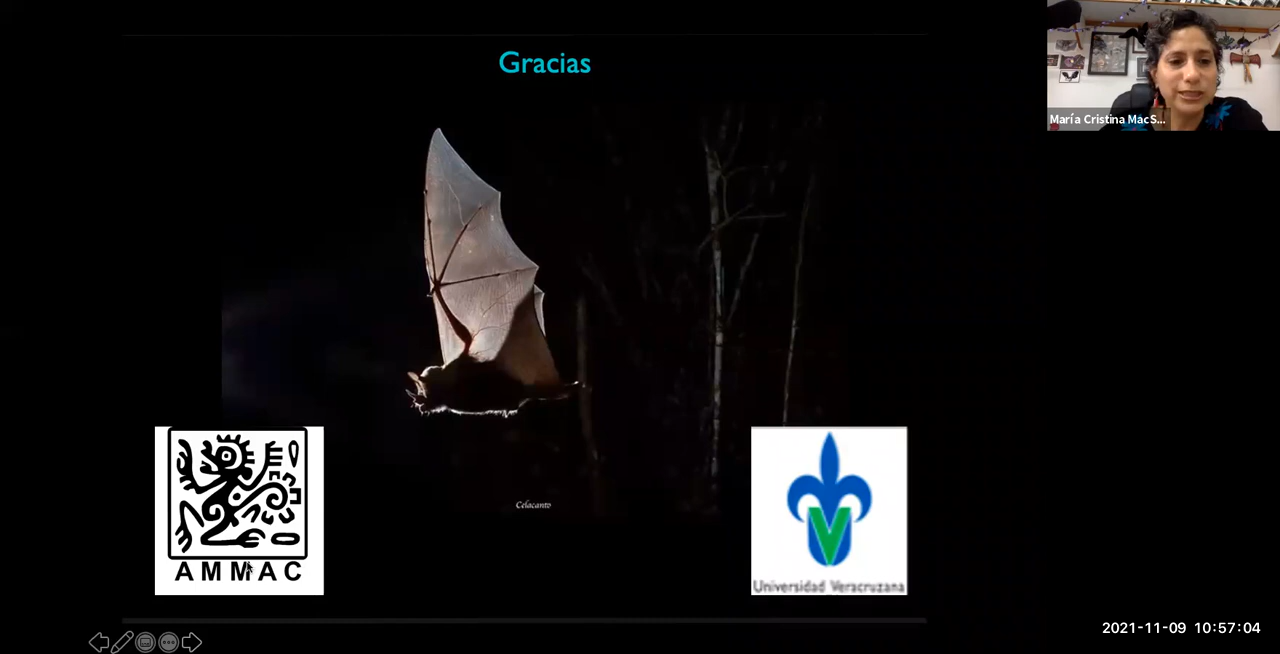 Gracias
María Cristina MacS...
Celacanto
AMMAC
Universidad Veracruzana
2021-11-09 10:57:04